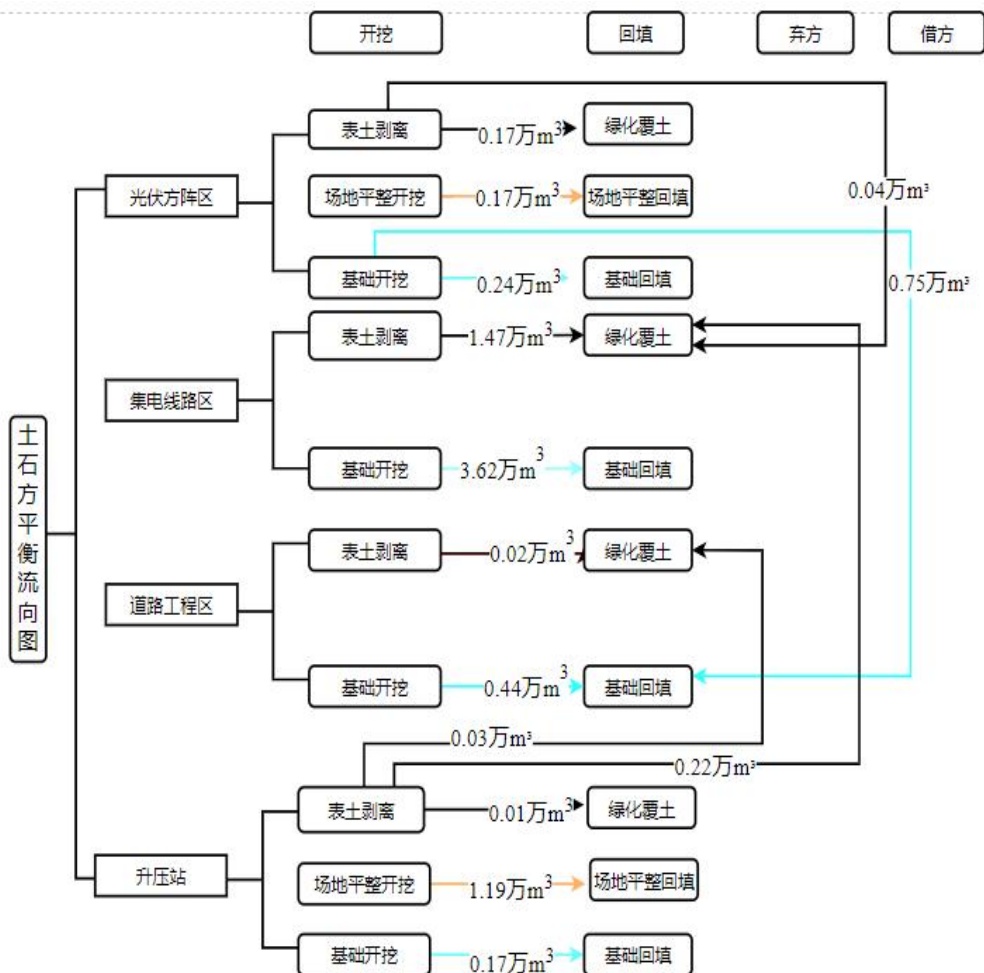 开挖 回填 弃方 借方
表土剥离 0.17万m³ 绿化覆土
0.04万m³
光伏方阵区 场地平整开挖 0.17万m³ 场地平整回填
基础开挖 0.24万m³ 基础回填 0.75万m³
表土剥离 1.47万m³ 绿化覆土
集电线路区
基础开挖 3.62万m³ 基础回填
土石方平衡流向图
表土剥离 0.02万m³ 绿化覆土
道路工程区
基础开挖 0.44万m³ 基础回填
0.03万m³
0.22万m³
表土剥离 0.01万m³ 绿化覆土
升压站 场地平整开挖 1.19万m³ 场地平整回填
基础开挖 0.17万m³ 基础回填